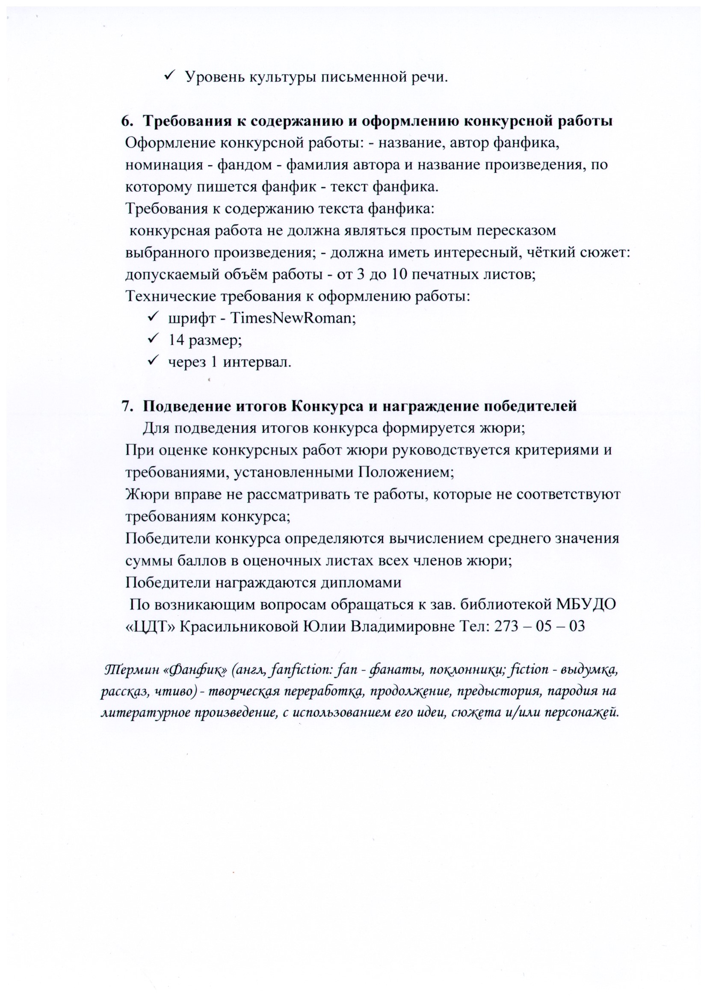 ✓ Уровень культуры письменной речи.
6. Требования к содержанию и оформлению конкурсной работы
Оформление конкурсной работы: - название, автор фанфика,
номинация - фандом - фамилия автора и название произведения, по
которому пишется фанфик - текст фанфика.
Требования к содержанию текста фанфика:
конкурсная работа не должна являться простым пересказом
выбранного произведения; - должна иметь интересный, чёткий сюжет:
допускаемый объём работы - от 3 до 10 печатных листов;
Технические требования к оформлению работы:
✓ шрифт - TimesNewRoman;
✓ 14 размер;
✓ через 1 интервал.
7. Подведение итогов Конкурса и награждение победителей
Для подведения итогов конкурса формируется жюри;
При оценке конкурсных работ жюри руководствуется критериями и
требованиями, установленными Положением;
Жюри вправе не рассматривать те работы, которые не соответствуют
требованиям конкурса;
Победители конкурса определяются вычислением среднего значения
суммы баллов в оценочных листах всех членов жюри;
Победители награждаются дипломами
По возникающим вопросам обращаться к зав. библиотекой МБУДО
«ЦДТ» Красильниковой Юлии Владимировне Тел: 273 – 05 – 03
Термин «Фанфик» (англ, fanfiction: fan - фанаты, поклонники; fiction - выдумка,
рассказ, чтиво) - творческая переработка, продолжение, предыстория, пародия на
литературное произведение, с использованием его идеи, сюжета и/или персонажей.